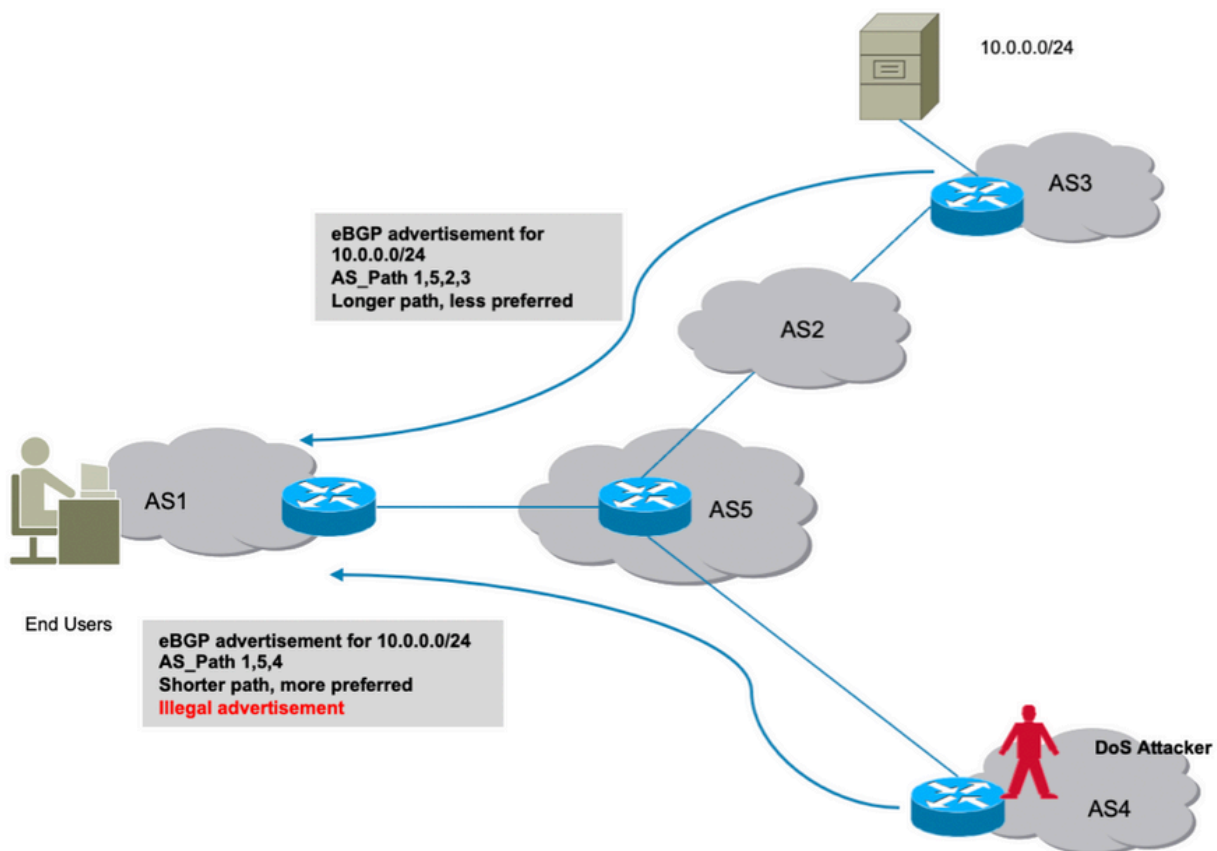 10.0.0.0/24
AS3
eBGP advertisement for
10.0.0.0/24
AS_Path 1,5,2,3
Longer path, less preferred
AS2
AS1
AS5
End Users
eBGP advertisement for 10.0.0.0/24
AS_Path 1,5,4
Shorter path, more preferred
Illegal advertisement
DoS Attacker
AS4